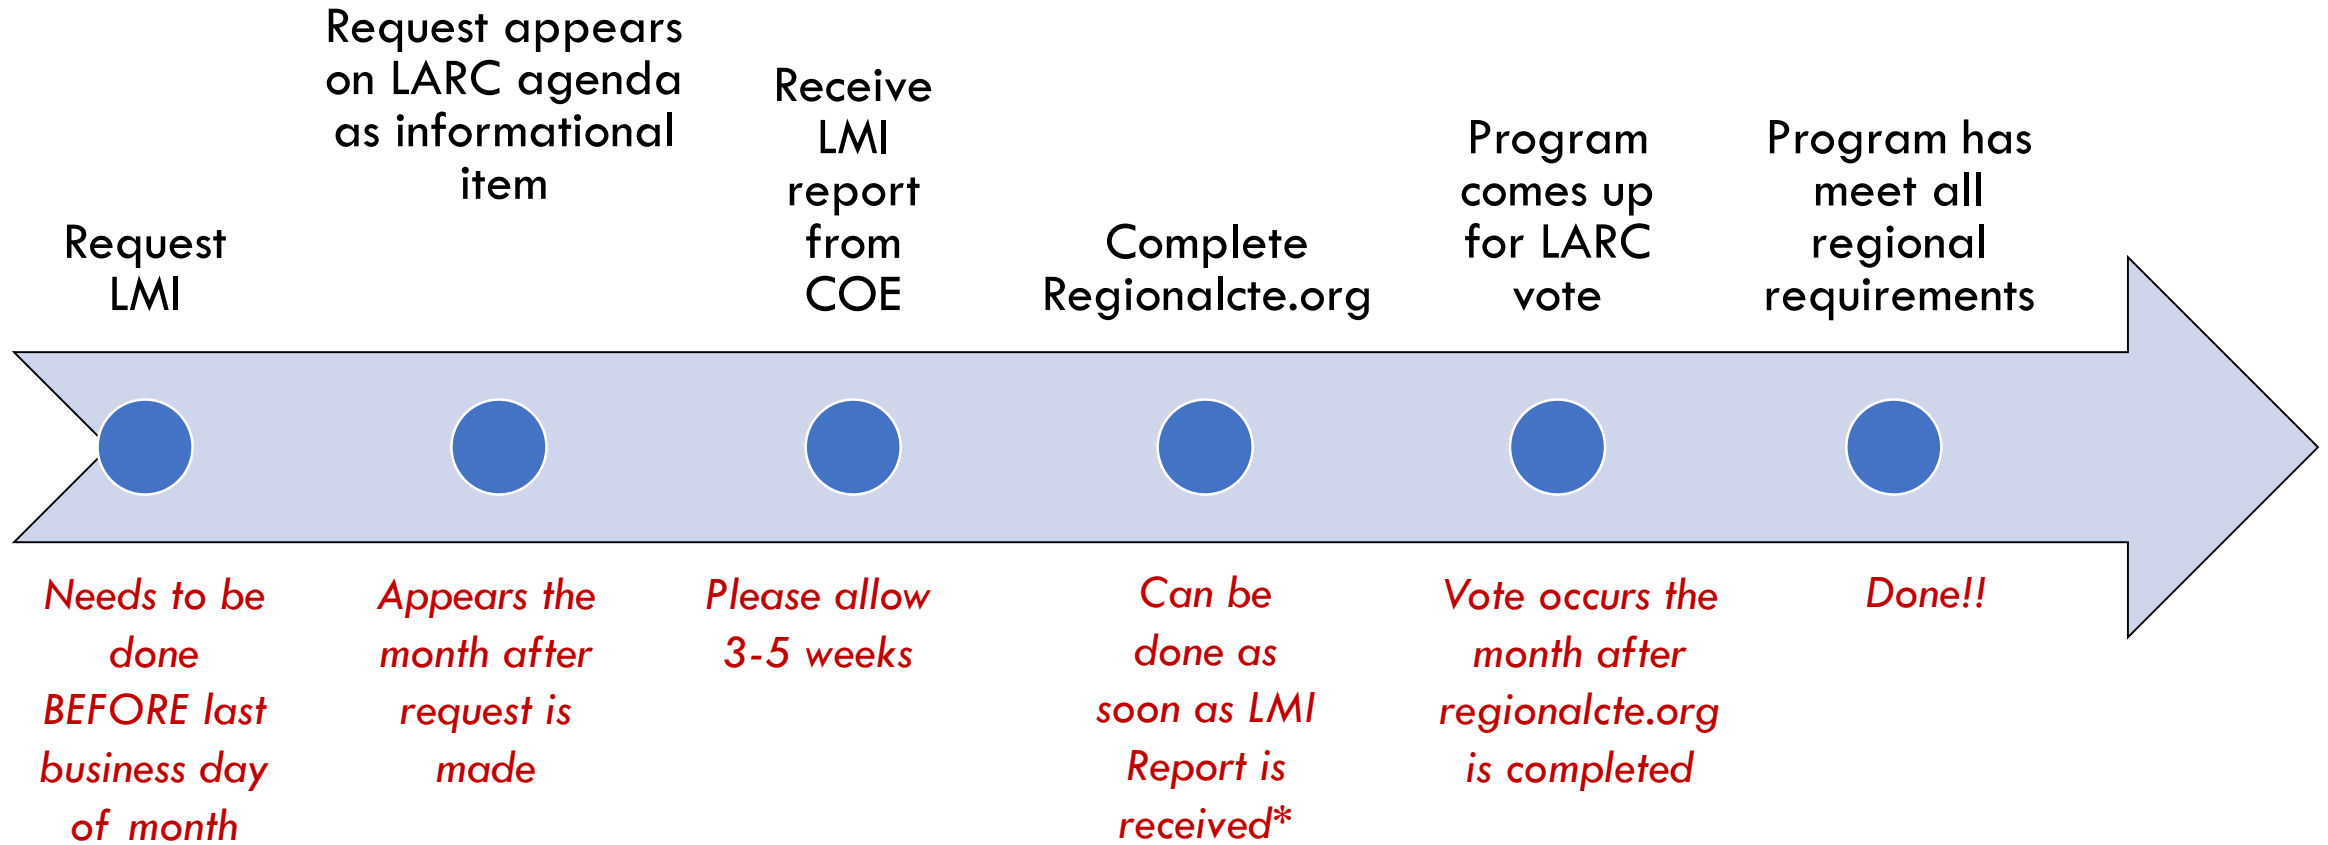 Request
LMI
Request appears
on LARC agenda
as informational
item
Receive
LMI
report
from
COE
Complete
Regionalcte.org
Program
comes up
for LARC
vote
Program has
meet all
regional
requirements
Needs to be
done
BEFORE last
business day
of month
Appears the
month after
request is
made
Please allow
3-5 weeks
Can be
done as
soon as LMI
Report is
received*
Vote occurs the
month after
regionalcte.org
is completed
Done!!